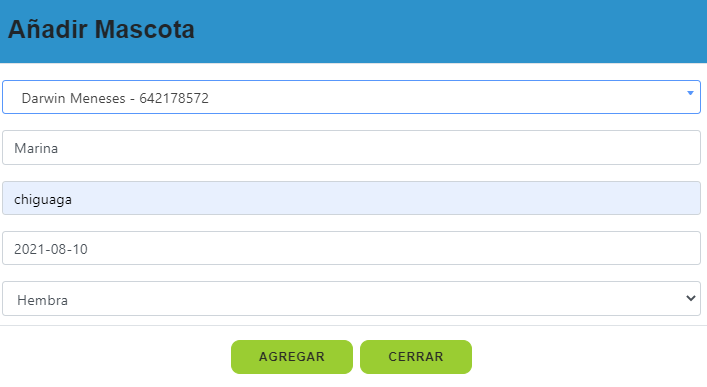 Añadir Mascota
Darwin Meneses - 642178572
Marina
chiguaga
2021-08-10
Hembra
AGREGAR CERRAR